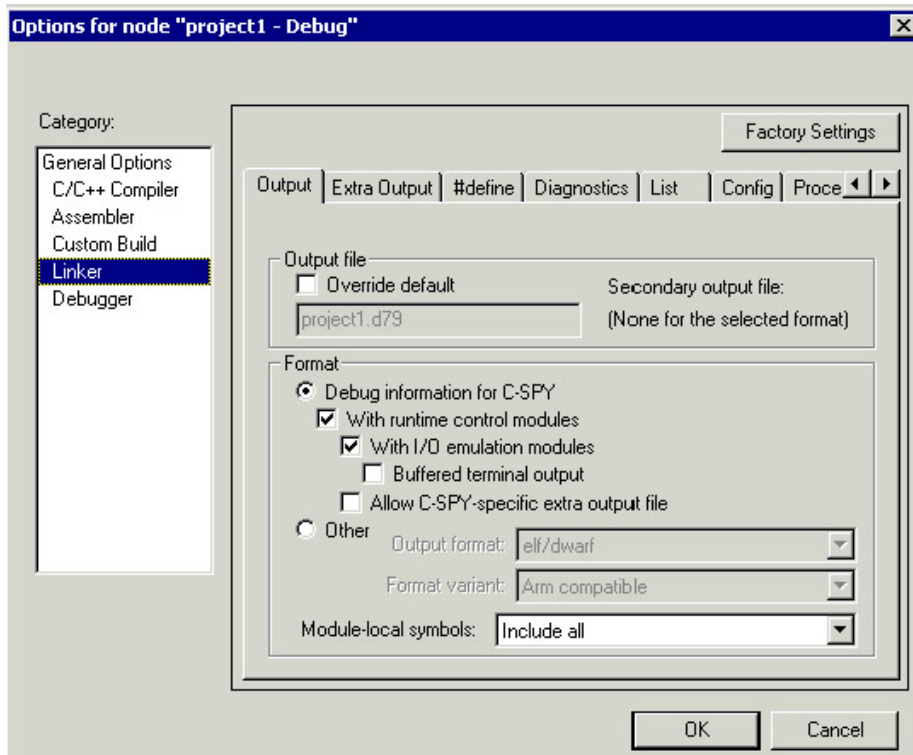 Options for node "project1 - Debug"
Category:
General Options
C/C++ Compiler
Assembler
Custom Build
Linker
Debugger
Factory Settings
Output Extra Output #define Diagnostics List Config Proce
Output file
Override default
Secondary output file:
project1.d79
(None for the selected format)
Format
Debug information for C-SPY
With runtime control modules
With I/O emulation modules
Buffered terminal output
Allow C-SPY-specific extra output file
Other
Output format: elf/dwarf
Format variant: Arm compatible
Module-local symbols: Include all
OK Cancel